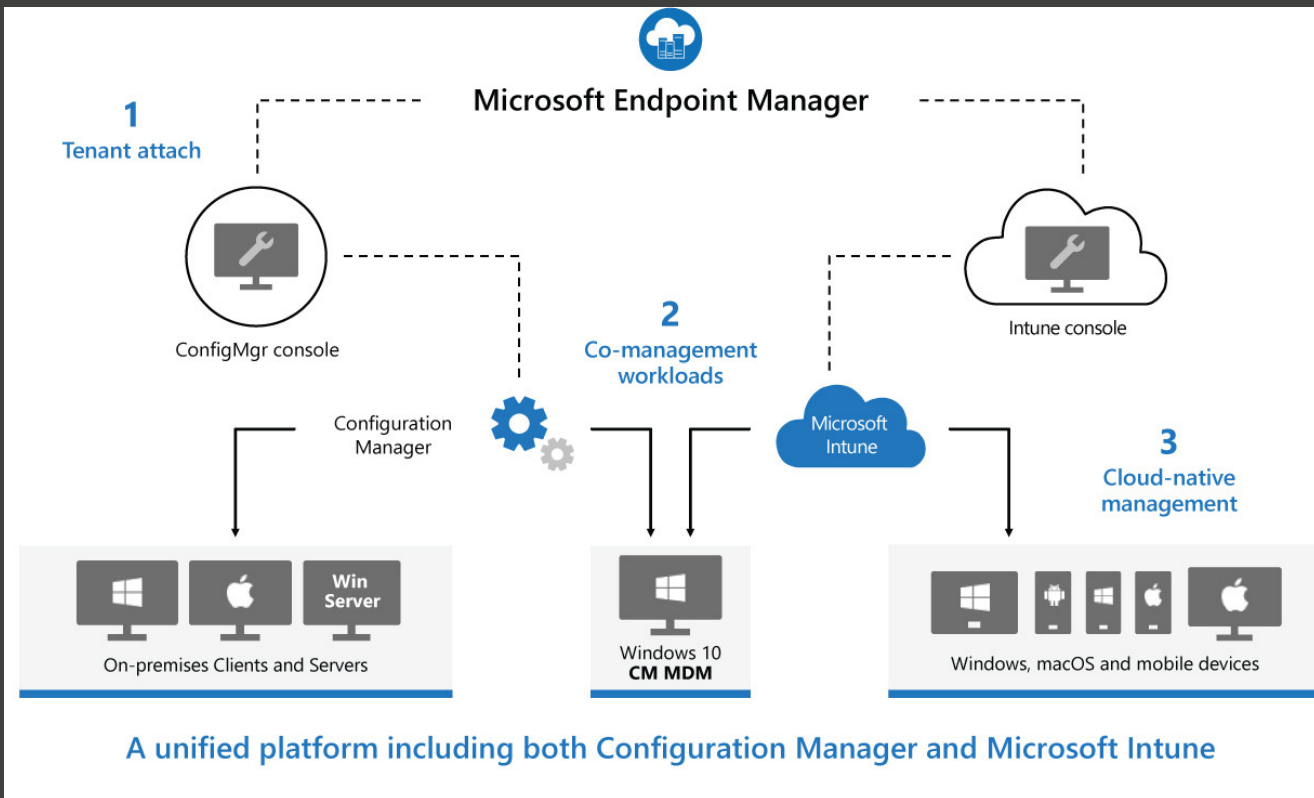 Microsoft Endpoint Manager
1
Tenant attach
ConfigMgr console
Intune console
2
Co-management
workloads
Configuration
Manager
Microsoft
Intune
3
Cloud-native
management
Win
Server
On-premises Clients and Servers
Windows 10
CM MDM
Windows, macOS and mobile devices
A unified platform including both Configuration Manager and Microsoft Intune